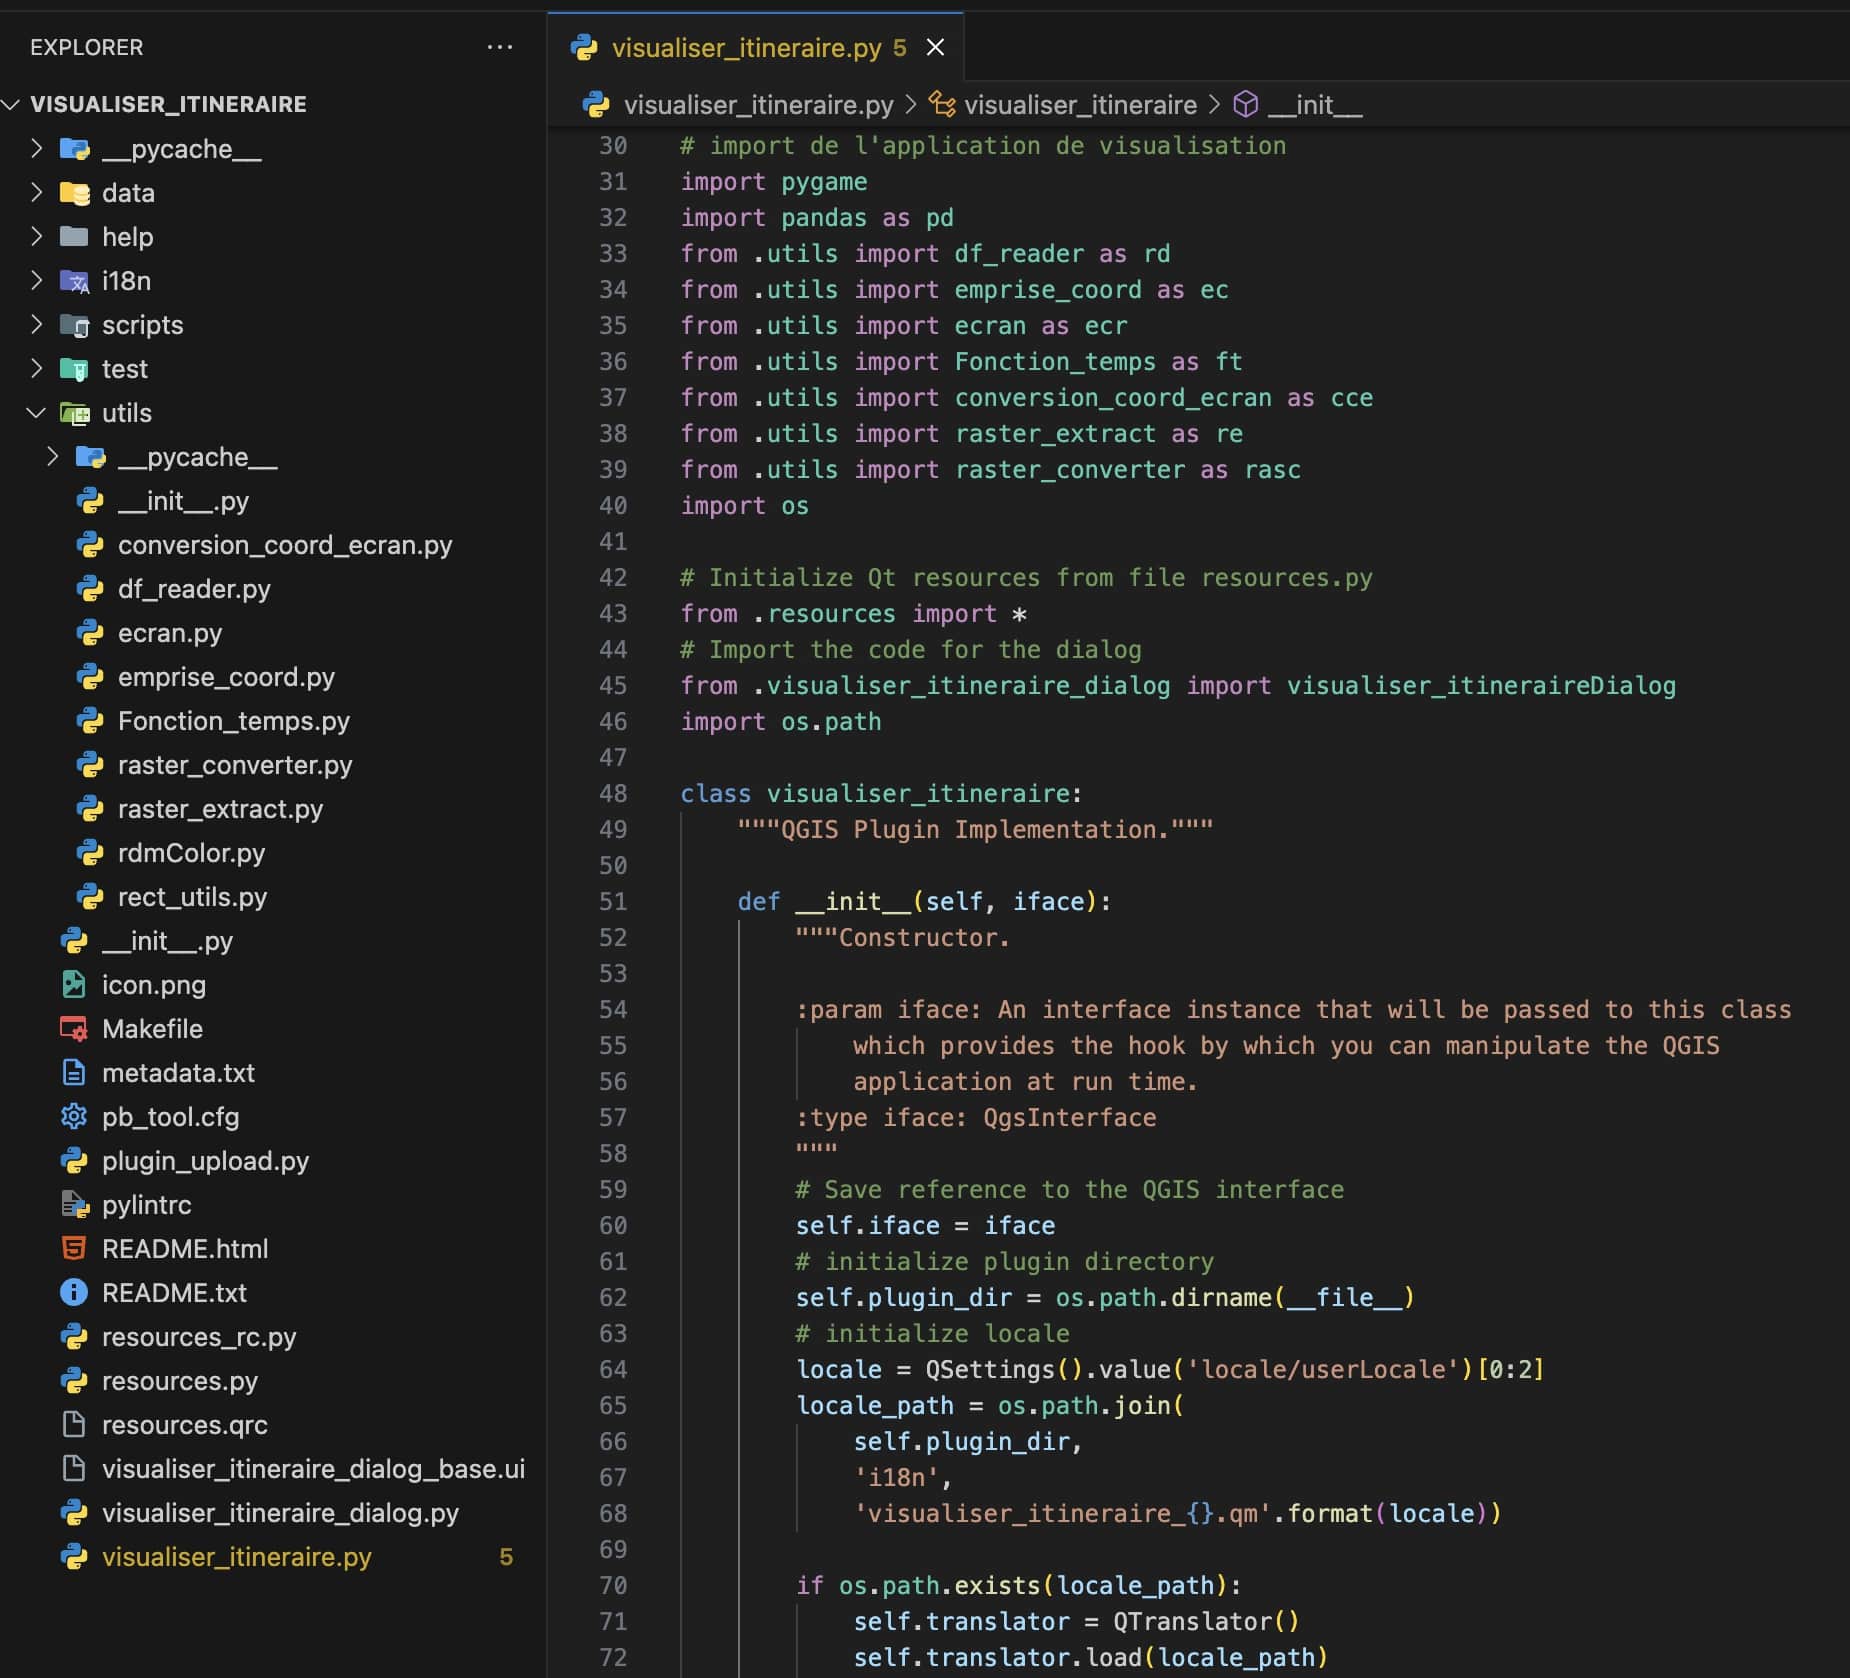 EXPLORER
VISUALISER_ITINERAIRE
__pycache__
data
help
i18n
scripts
test
utils
__pycache__
__init__.py
conversion_coord_ecran.py
df_reader.py
ecran.py
emprise_coord.py
Fonction_temps.py
raster_converter.py
raster_extract.py
rdmColor.py
rect_utils.py
__init__.py
icon.png
Makefile
metadata.txt
pb_tool.cfg
plugin_upload.py
pylintrc
README.html
README.txt
resources_rc.py
resources.py
resources.qrc
visualiser_itineraire_dialog_base.ui
visualiser_itineraire_dialog.py
visualiser_itineraire.py 5
visualiser_itineraire.py 5
visualiser_itineraire.py > visualiser_itineraire > __init__
30 # import de l'application de visualisation
31 import pygame
32 import pandas as pd
33 from .utils import df_reader as rd
34 from .utils import emprise_coord as ec
35 from .utils import ecran as ecr
36 from .utils import Fonction_temps as ft
37 from .utils import conversion_coord_ecran as cce
38 from .utils import raster_extract as re
39 from .utils import raster_converter as rasc
40 import os
41
42 # Initialize Qt resources from file resources.py
43 from .resources import *
44 # Import the code for the dialog
45 from .visualiser_itineraire_dialog import visualiser_itineraireDialog
46 import os.path
47
48 class visualiser_itineraire:
49     """QGIS Plugin Implementation."""
50
51     def __init__(self, iface):
52         """Constructor.
53
54         :param iface: An interface instance that will be passed to this class
55             which provides the hook by which you can manipulate the QGIS
56             application at run time.
57         :type iface: QgsInterface
58         """
59         # Save reference to the QGIS interface
60         self.iface = iface
61         # initialize plugin directory
62         self.plugin_dir = os.path.dirname(__file__)
63         # initialize locale
64         locale = QSettings().value('locale/userLocale')[0:2]
65         locale_path = os.path.join(
66             self.plugin_dir,
67             'i18n',
68             'visualiser_itineraire_{}.qm'.format(locale))
69
70         if os.path.exists(locale_path):
71             self.translator = QTranslator()
72             self.translator.load(locale_path)